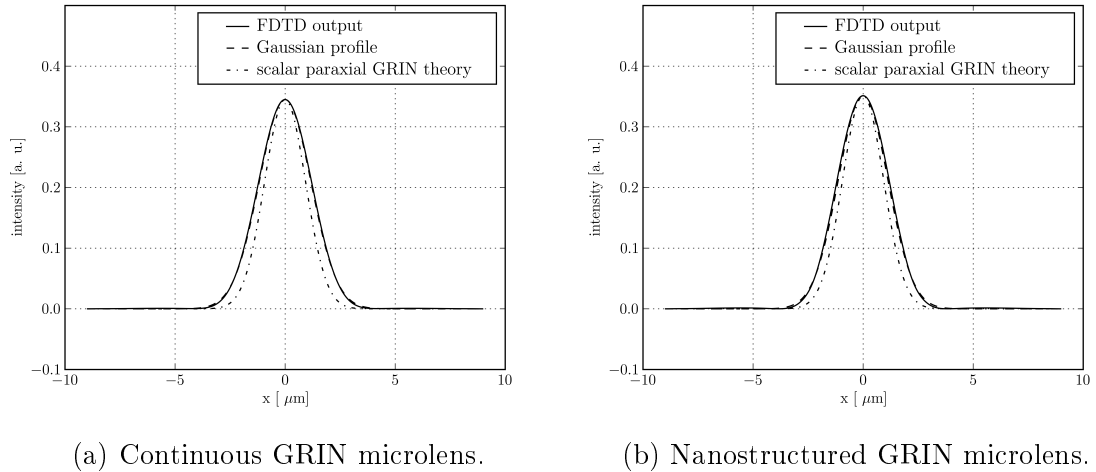 FDTD output
Gaussian profile
scalar paraxial GRIN theory
0.4
0.3
0.2
0.1
0.0
−0.1
−10
−5
0
5
10
intensity [a. u.]
x [ μm]
(a) Continuous GRIN microlens.
FDTD output
Gaussian profile
scalar paraxial GRIN theory
0.4
0.3
0.2
0.1
0.0
−0.1
−10
−5
0
5
10
intensity [a. u.]
x [ μm]
(b) Nanostructured GRIN microlens.